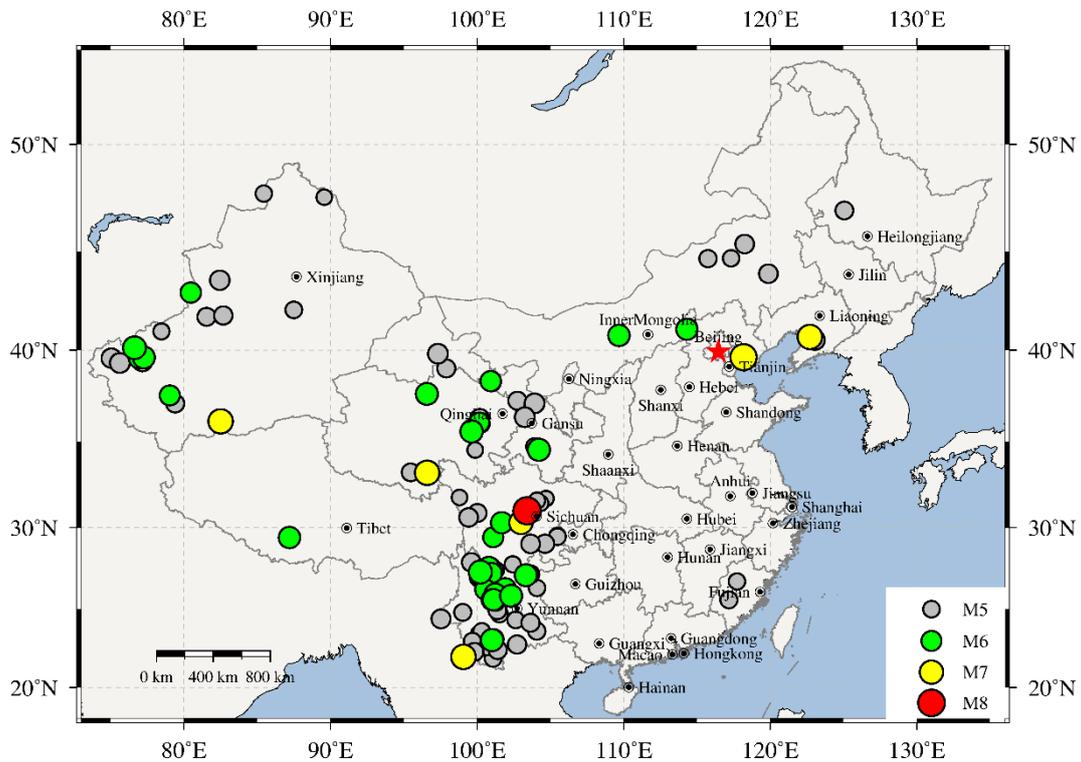 80°E 90°E 100°E 110°E 120°E 130°E
50°N 50°N
Heilongjiang
Xinjiang
Jilin
InnerMongolia
Liaoning
Beijing
40°N 40°N
Tianjin
Ningxia
Hebei
Shanxi
Qinghai
Shandong
Gansu
Henan
Shaanxi
Anhui
Jiangsu
Shanghai
Sichuan
Hubei
Zhejiang
30°N 30°N
Tibet
Chongqing
Jiangxi
Hunan
Guizhou
Fujian
Yunnan
M5
Guangxi
Guangdong
M6
Macao
Hongkong
0 km 400 km 800 km
M7
20°N 20°N
Hainan
M8
80°E 90°E 100°E 110°E 120°E 130°E